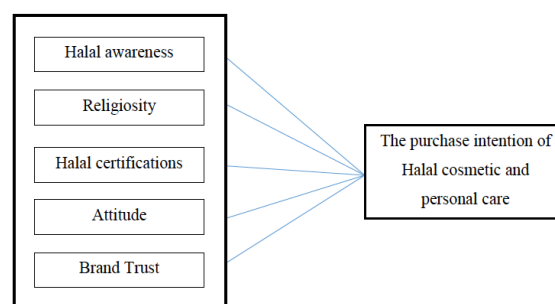 Halal awareness
Religiosity
Halal certifications
Attitude
Brand Trust
The purchase intention of
Halal cosmetic and
personal care